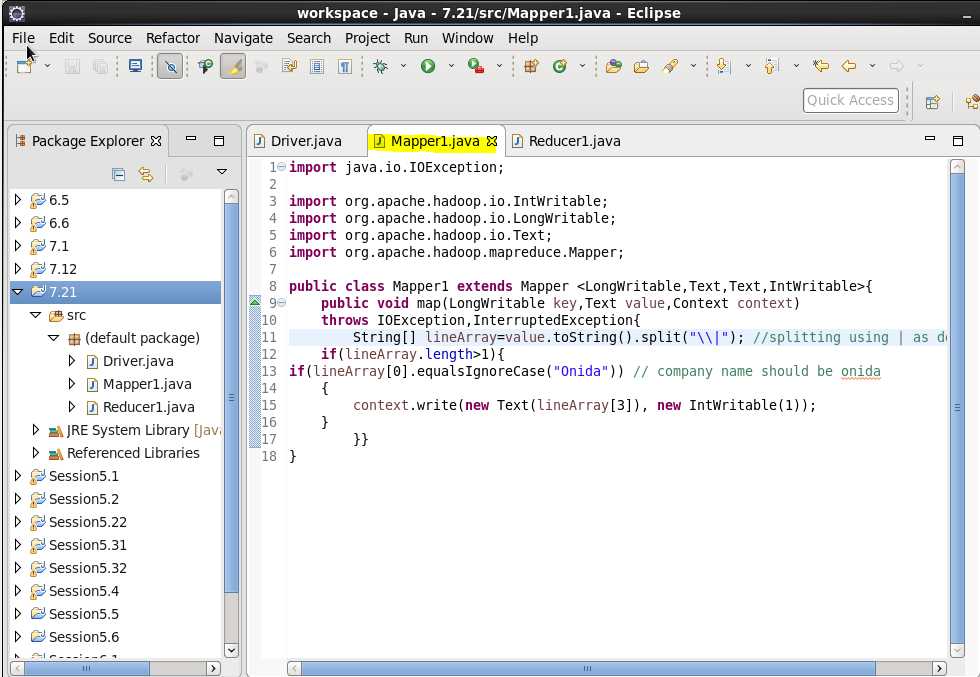 workspace - Java - 7.21/src/Mapper1.java - Eclipse
File Edit Source Refactor Navigate Search Project Run Window Help
Quick Access
Package Explorer
Driver.java Mapper1.java Reducer1.java
6.5
6.6
7.1
7.12
7.21
src
(default package)
Driver.java
Mapper1.java
Reducer1.java
JRE System Library [Java
Referenced Libraries
Session5.1
Session5.2
Session5.22
Session5.31
Session5.32
Session5.4
Session5.5
Session5.6
1 import java.io.IOException;
2
3 import org.apache.hadoop.io.IntWritable;
4 import org.apache.hadoop.io.LongWritable;
5 import org.apache.hadoop.io.Text;
6 import org.apache.hadoop.mapreduce.Mapper;
7
8 public class Mapper1 extends Mapper <LongWritable,Text,Text,IntWritable>{
9 public void map(LongWritable key,Text value,Context context)
10 throws IOException,InterruptedException{
11 String[] lineArray=value.toString().split("\\|"); //splitting using | as de
12 if(lineArray.length>1){
13 if(lineArray[0].equalsIgnoreCase("Onida")) // company name should be onida
14 {
15 context.write(new Text(lineArray[3]), new IntWritable(1));
16 }
17 }}
18 }